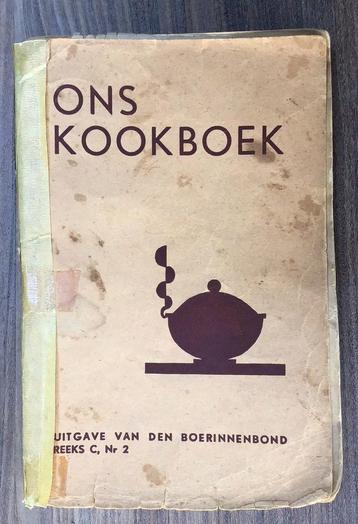 ONS
KOOKBOEK
UITGAVE VAN DEN BOERINNENBOND
REEKS C, Nr 2